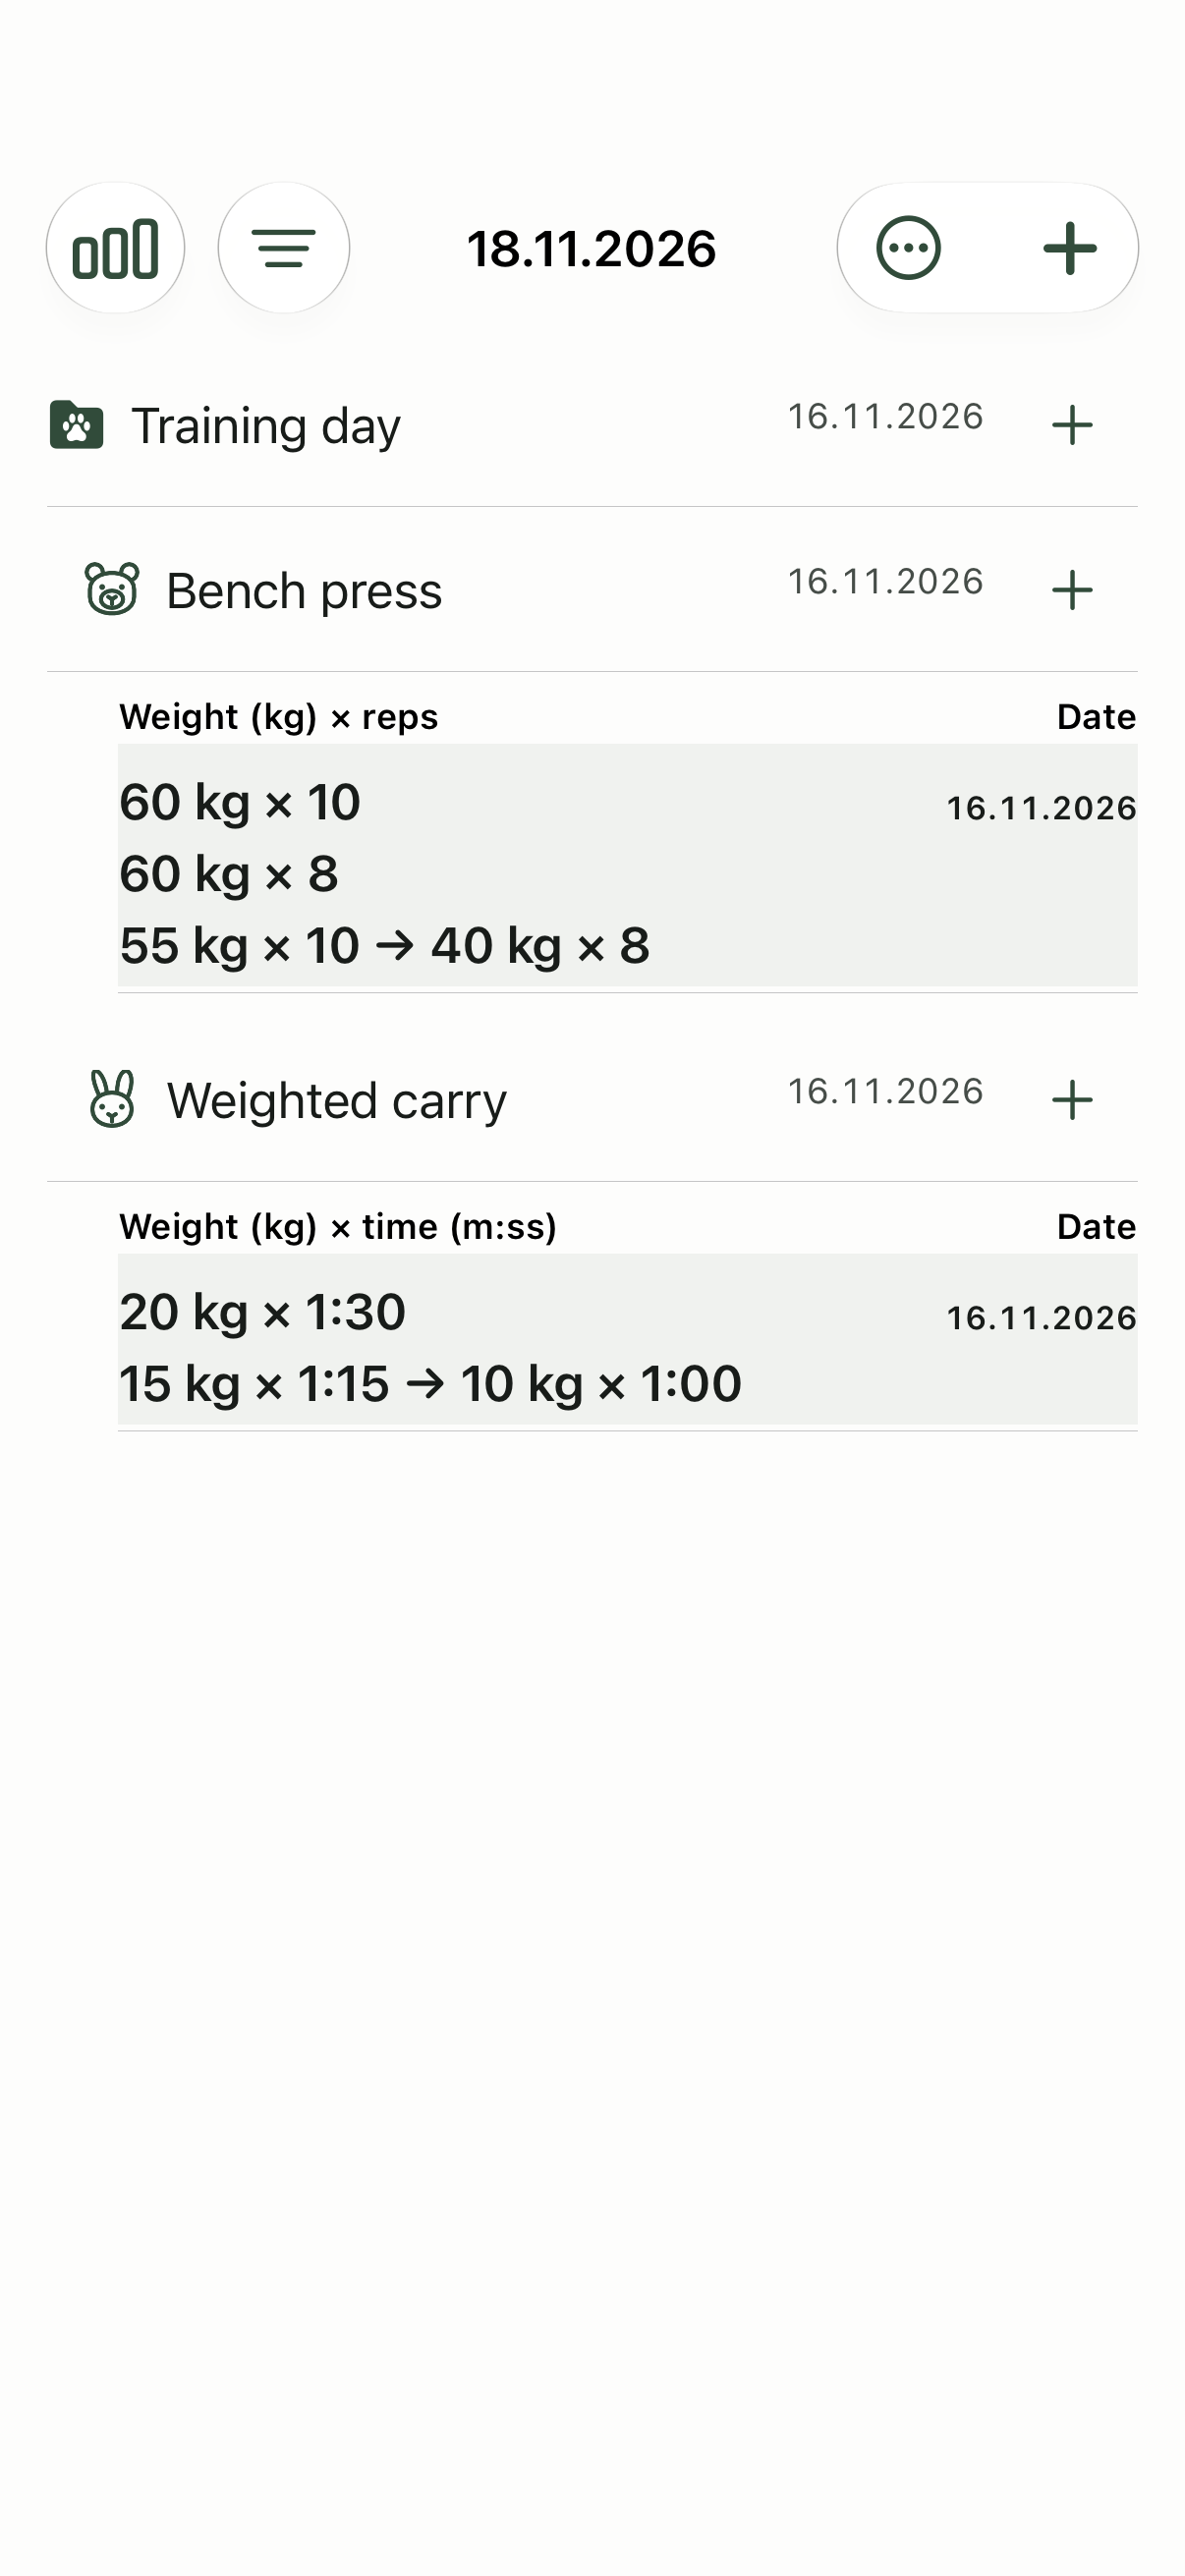 18.11.2026
Training day 16.11.2026
Bench press 16.11.2026
Weight (kg) × reps Date
60 kg × 10 16.11.2026
60 kg × 8
55 kg × 10 → 40 kg × 8
Weighted carry 16.11.2026
Weight (kg) × time (m:ss) Date
20 kg × 1:30 16.11.2026
15 kg × 1:15 → 10 kg × 1:00